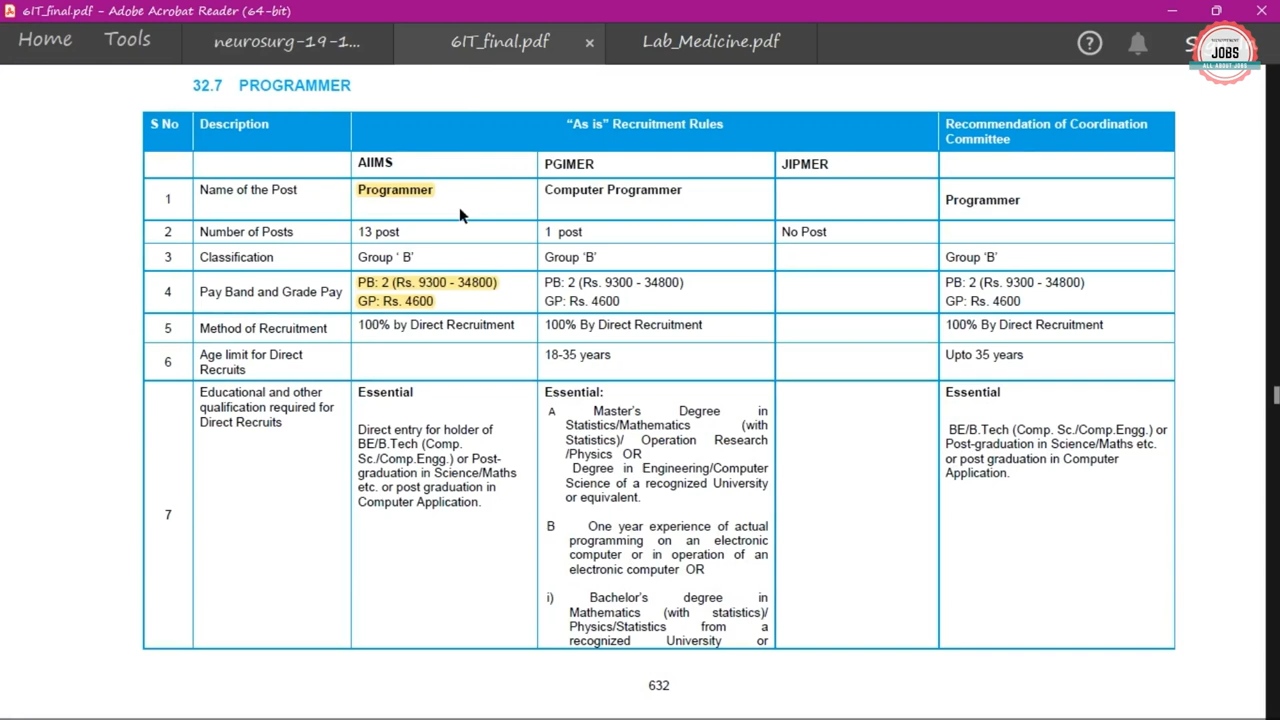 6IT_final.pdf - Adobe Acrobat Reader (64-bit)
Home Tools neurosurg-19-1... 6IT_final.pdf Lab_Medicine.pdf
JOBS
ALL ABOUT JOBS
32.7 PROGRAMMER
S No Description “As is” Recruitment Rules Recommendation of Coordination
Committee
AIIMS PGIMER JIPMER
1 Name of the Post Programmer Computer Programmer Programmer
2 Number of Posts 13 post 1 post No Post
3 Classification Group ‘ B’ Group ‘B’ Group ‘B’
4 Pay Band and Grade Pay PB: 2 (Rs. 9300 - 34800) PB: 2 (Rs. 9300 - 34800) PB: 2 (Rs. 9300 - 34800)
GP: Rs. 4600 GP: Rs. 4600 GP: Rs. 4600
5 Method of Recruitment 100% by Direct Recruitment 100% By Direct Recruitment 100% By Direct Recruitment
6 Age limit for Direct 18-35 years Upto 35 years
Recruits
7 Educational and other
qualification required for
Direct Recruits
Essential
Direct entry for holder of
BE/B.Tech (Comp.
Sc./Comp.Engg.) or Post-
graduation in Science/Maths
etc. or post graduation in
Computer Application.
Essential:
A Master’s Degree in
Statistics/Mathematics (with
Statistics)/ Operation Research
/Physics OR
Degree in Engineering/Computer
Science of a recognized University
or equivalent.
B One year experience of actual
programming on an electronic
computer or in operation of an
electronic computer OR
i) Bachelor’s degree in
Mathematics (with statistics)/
Physics/Statistics from a
recognized University or
Essential
BE/B.Tech (Comp. Sc./Comp.Engg.) or
Post-graduation in Science/Maths etc.
or post graduation in Computer
Application.
632